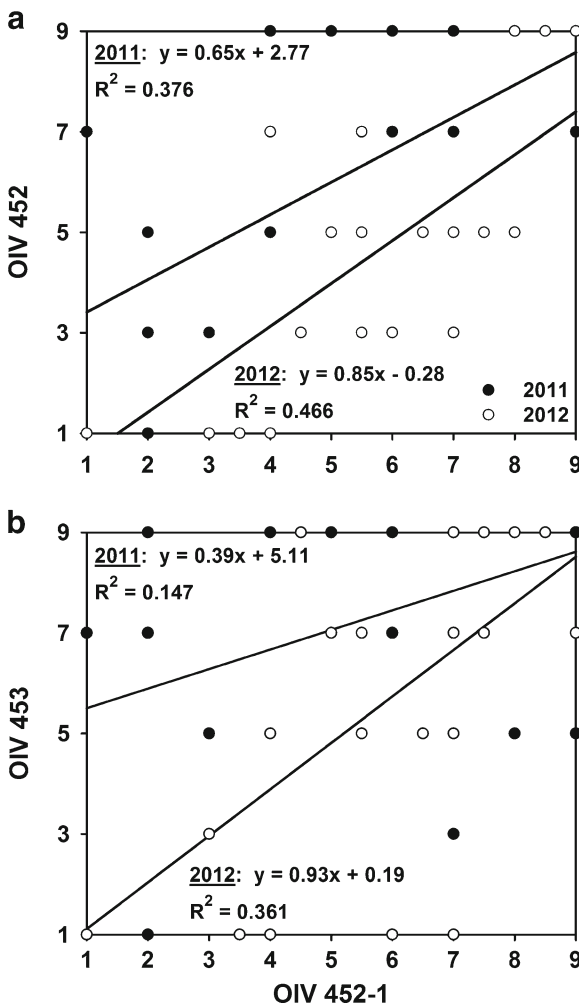 a
9
2011: y = 0.65x + 2.77
R² = 0.376
7
OIV 452
5
3
2012: y = 0.85x - 0.28
R² = 0.466
2011
2012
1
1 2 3 4 5 6 7 8 9
b
9
2011: y = 0.39x + 5.11
R² = 0.147
7
OIV 453
5
3
2012: y = 0.93x + 0.19
R² = 0.361
1
1 2 3 4 5 6 7 8 9
OIV 452-1